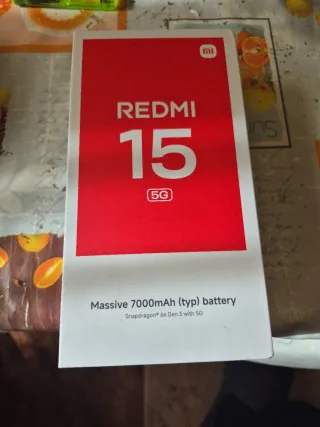 mi
REDMI
15
5G
Massive 7000mAh (typ) battery
Snapdragon® 6s Gen 3 with 5G